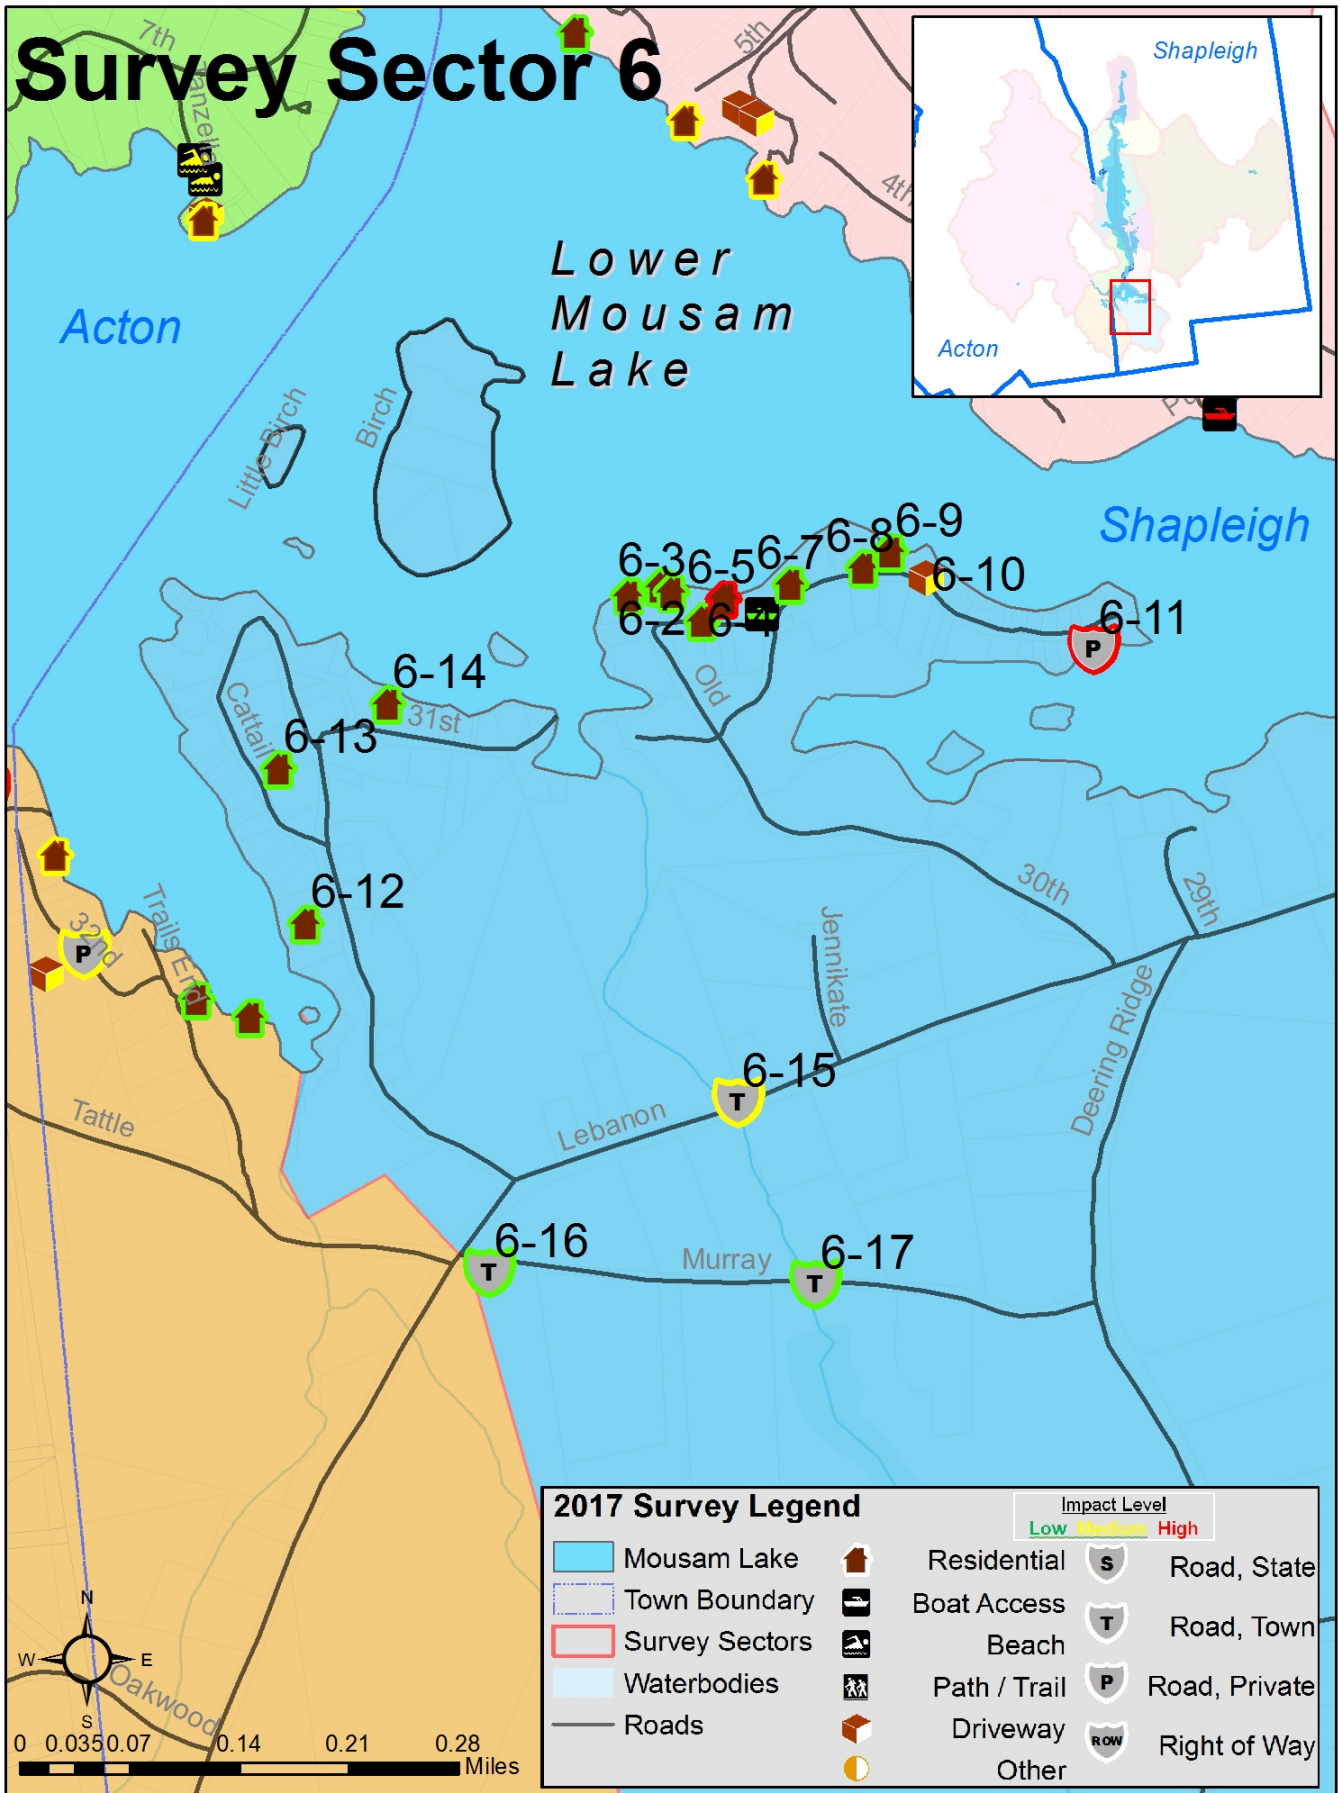 Survey Sector 6
7th
Tanzella
5th
4th
Shapleigh
Acton
Lower
Mousam
Lake
Acton
Little Birch
Birch
Shapleigh
6-3
6-5
6-7
6-8
6-9
6-10
6-2
6-4
6-11
Old
6-14
31st
Cattail
6-13
6-12
30th
29th
Jennikate
Deering Ridge
32nd
P
Trails End
Tattle
6-15
T
Lebanon
6-16
T
Murray
6-17
T
P
Oakwood
N
W
E
S
0 0.035 0.07 0.14 0.21 0.28
Miles
2017 Survey Legend
Impact Level
Low Medium High
Mousam Lake
Town Boundary
Survey Sectors
Waterbodies
Roads
Residential
Boat Access
Beach
Path / Trail
Driveway
Other
S Road, State
T Road, Town
P Road, Private
ROW Right of Way